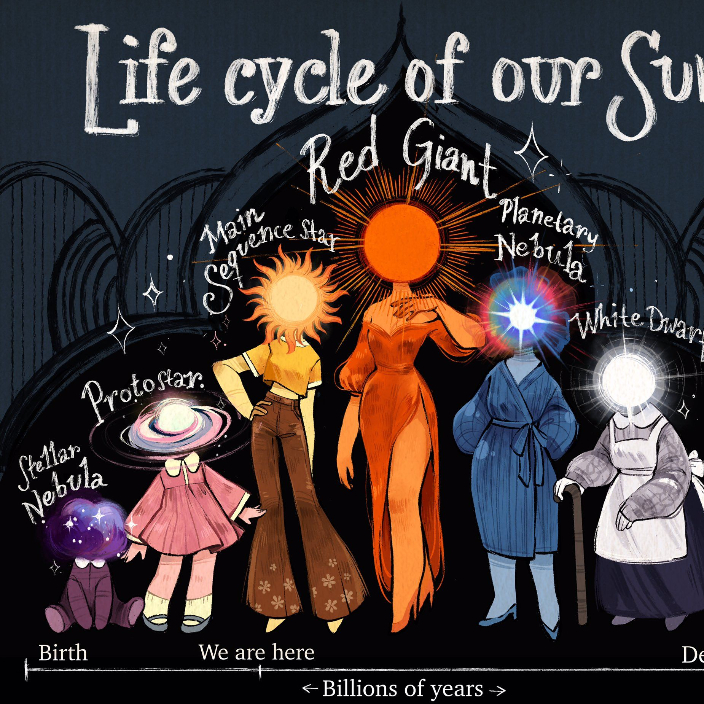 Life cycle of our Su
Red Giant
Main
Sequence Star
Planetary
Nebula
White Dwarf
Protostar.
Stellar
Nebula
Birth
We are here
De
← Billions of years →